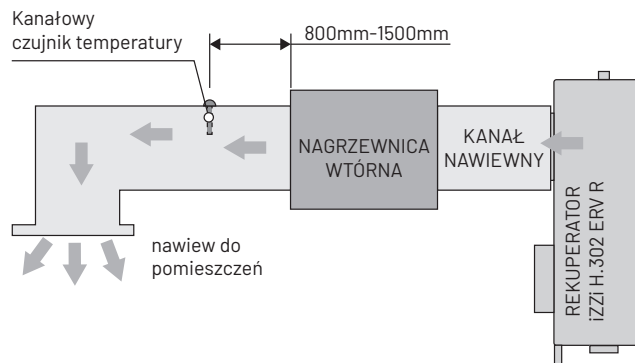 Kanałowy
czujnik temperatury
800mm-1500mm
NAGRZEWNICA
WTÓRNA
KANAŁ
NAWIEWNY
REKUPERATOR
iZZi H.302 ERV R
nawiew do
pomieszczeń